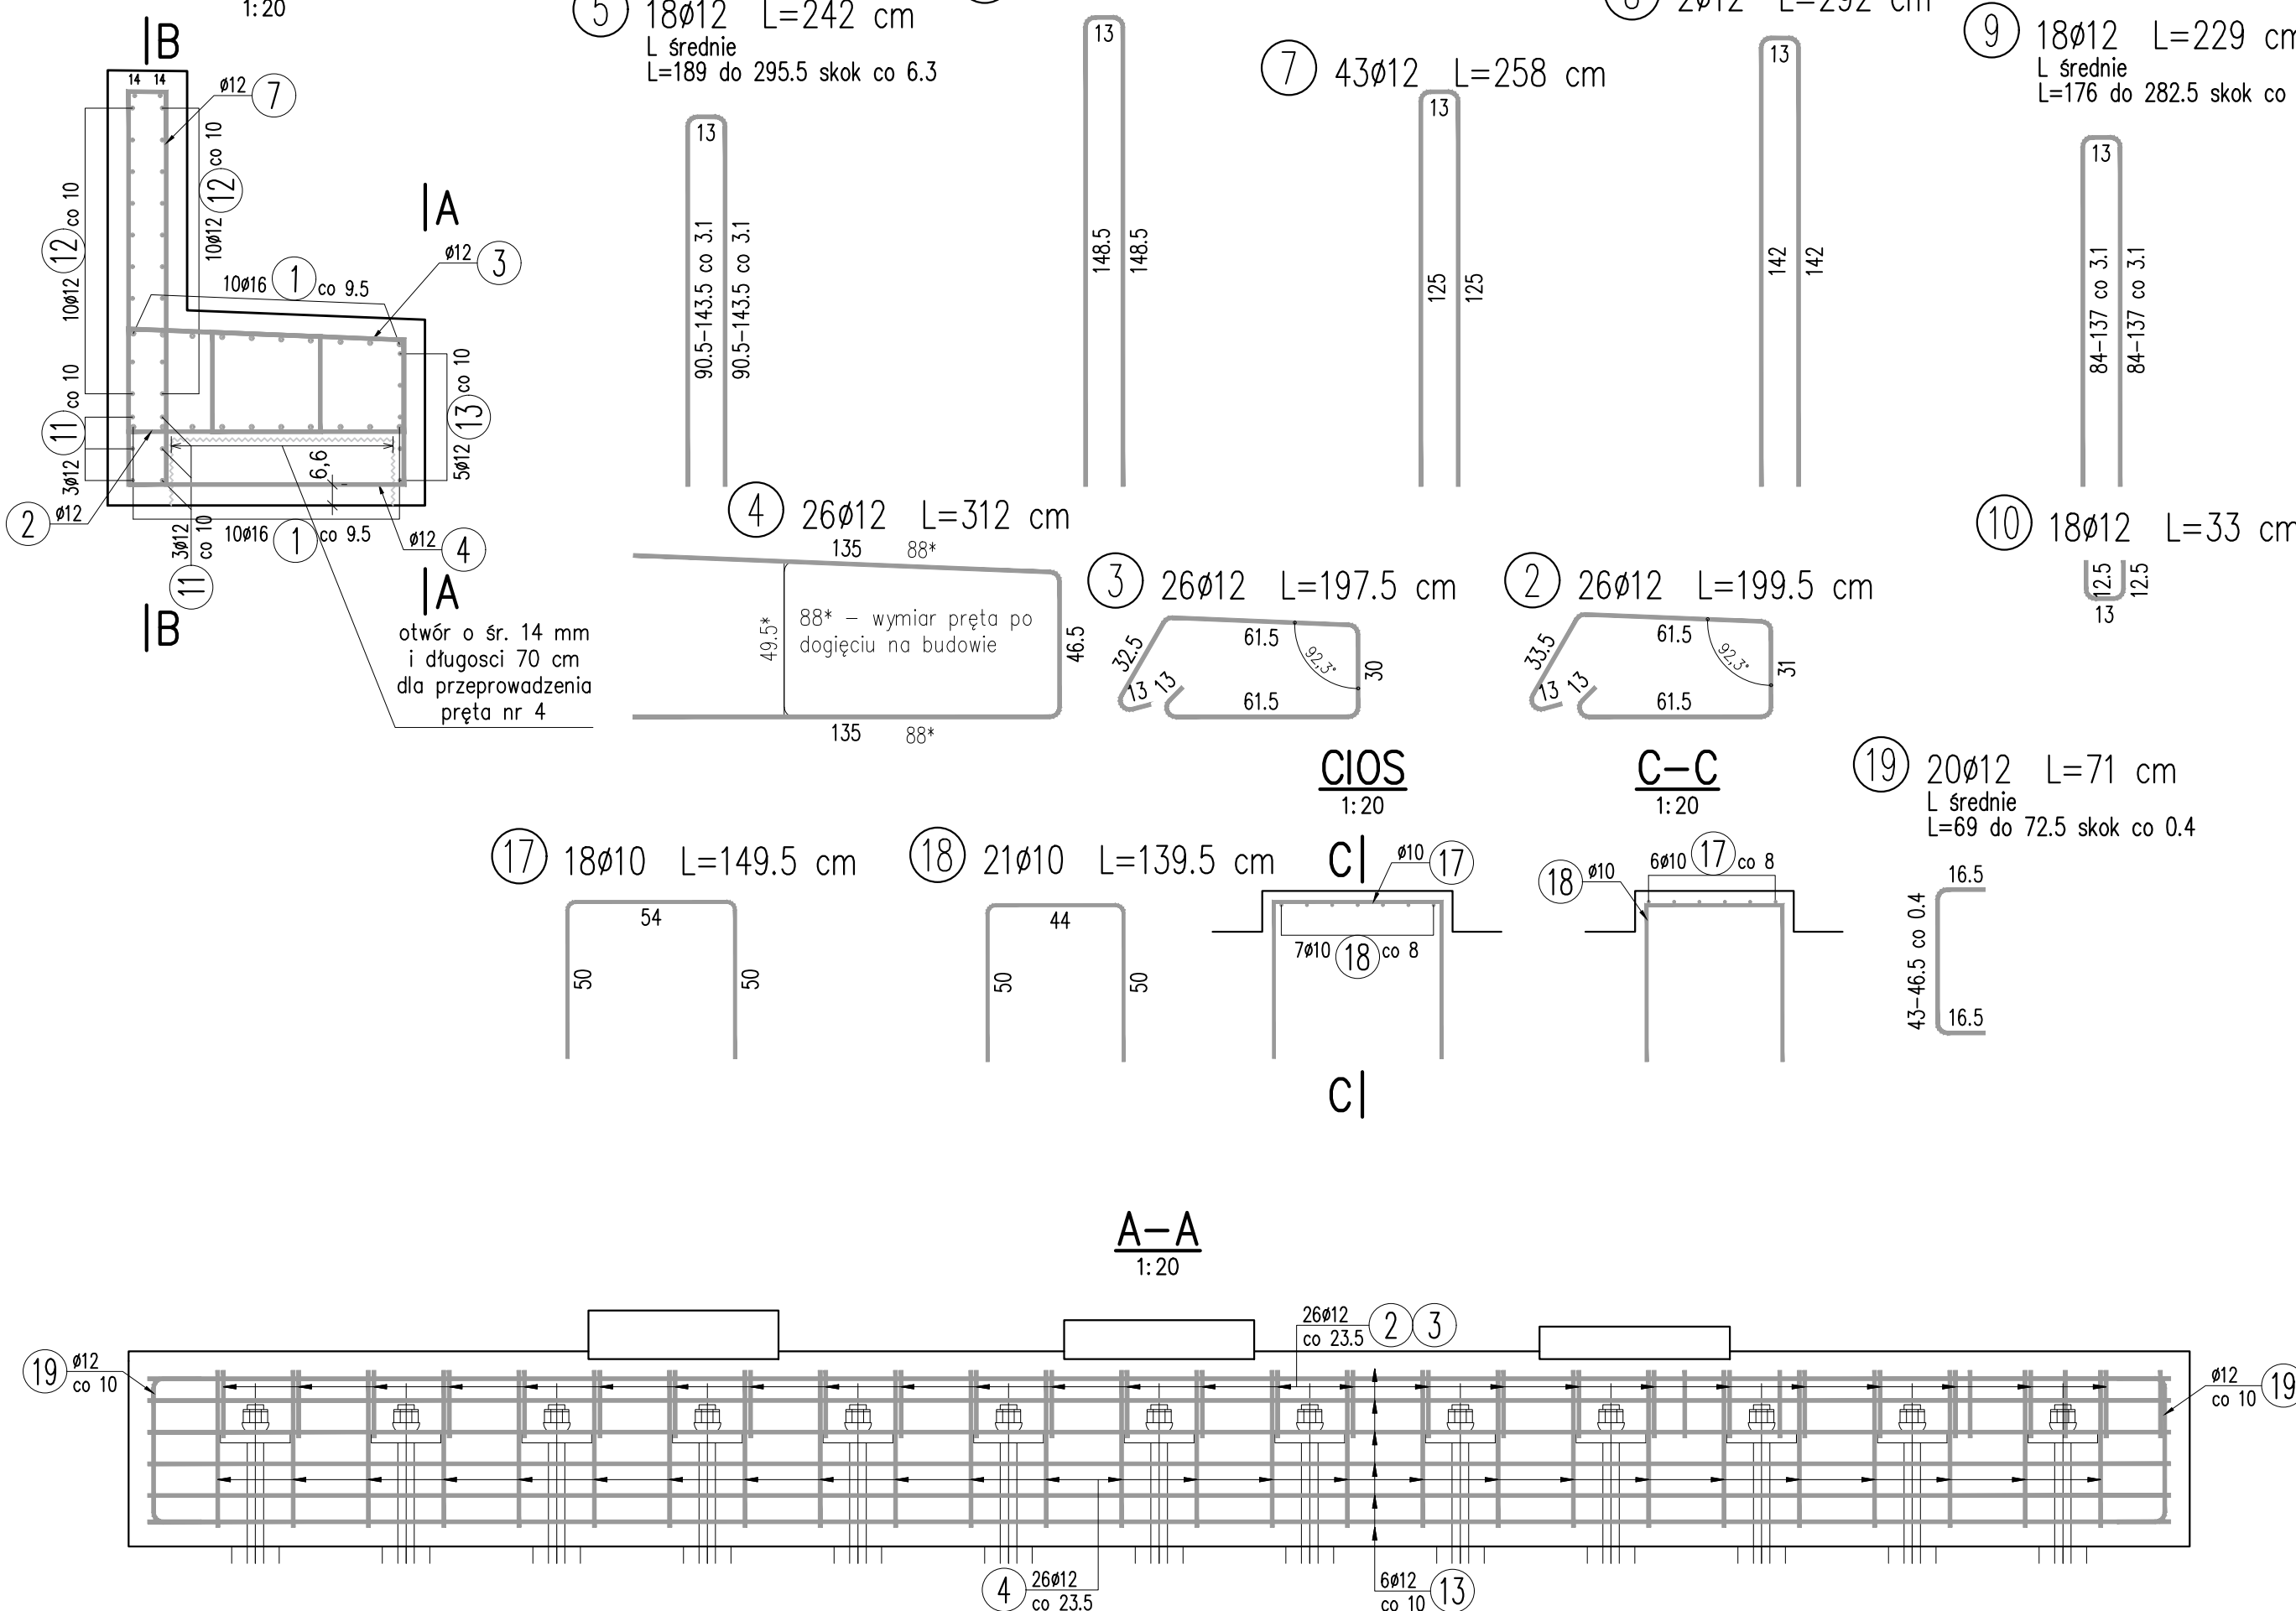 1:20
B
14 14
ø12 7
10ø12 12 co 10
10ø12 12 co 10
A
ø12 3
10ø16 1 co 9.5
11 co 10
3ø12
5ø12 13 co 10
6,6
2 ø12
3ø12
co 10
11
10ø16 1 co 9.5
ø12 4
A
B
otwór o śr. 14 mm
i długosci 70 cm
dla przeprowadzenia
pręta nr 4
5 18ø12 L=242 cm
L średnie
L=189 do 295.5 skok co 6.3
13
90.5-143.5 co 3.1
90.5-143.5 co 3.1
13
148.5
148.5
7 43ø12 L=258 cm
13
125
125
2ø12 L=292 cm
13
142
142
9 18ø12 L=229 cm
L średnie
L=176 do 282.5 skok co
13
84-137 co 3.1
84-137 co 3.1
4 26ø12 L=312 cm
135 88*
49.5*
88* – wymiar pręta po
dogięciu na budowie
46.5
135 88*
3 26ø12 L=197.5 cm
61.5
32.5
92,3°
30
13 13
61.5
2 26ø12 L=199.5 cm
61.5
33.5
92,3°
31
13 13
61.5
10 18ø12 L=33 cm
12.5
12.5
13
17 18ø10 L=149.5 cm
54
50
50
18 21ø10 L=139.5 cm
44
50
50
CIOS
1:20
C
ø10 17
7ø10 18 co 8
C
C–C
1:20
18 ø10
6ø10 17 co 8
19 20ø12 L=71 cm
L średnie
L=69 do 72.5 skok co 0.4
16.5
43-46.5 co 0.4
16.5
A–A
1:20
26ø12
co 23.5 2 3
19 ø12
co 10
ø12
co 10 19
4 26ø12
co 23.5
6ø12
co 10 13